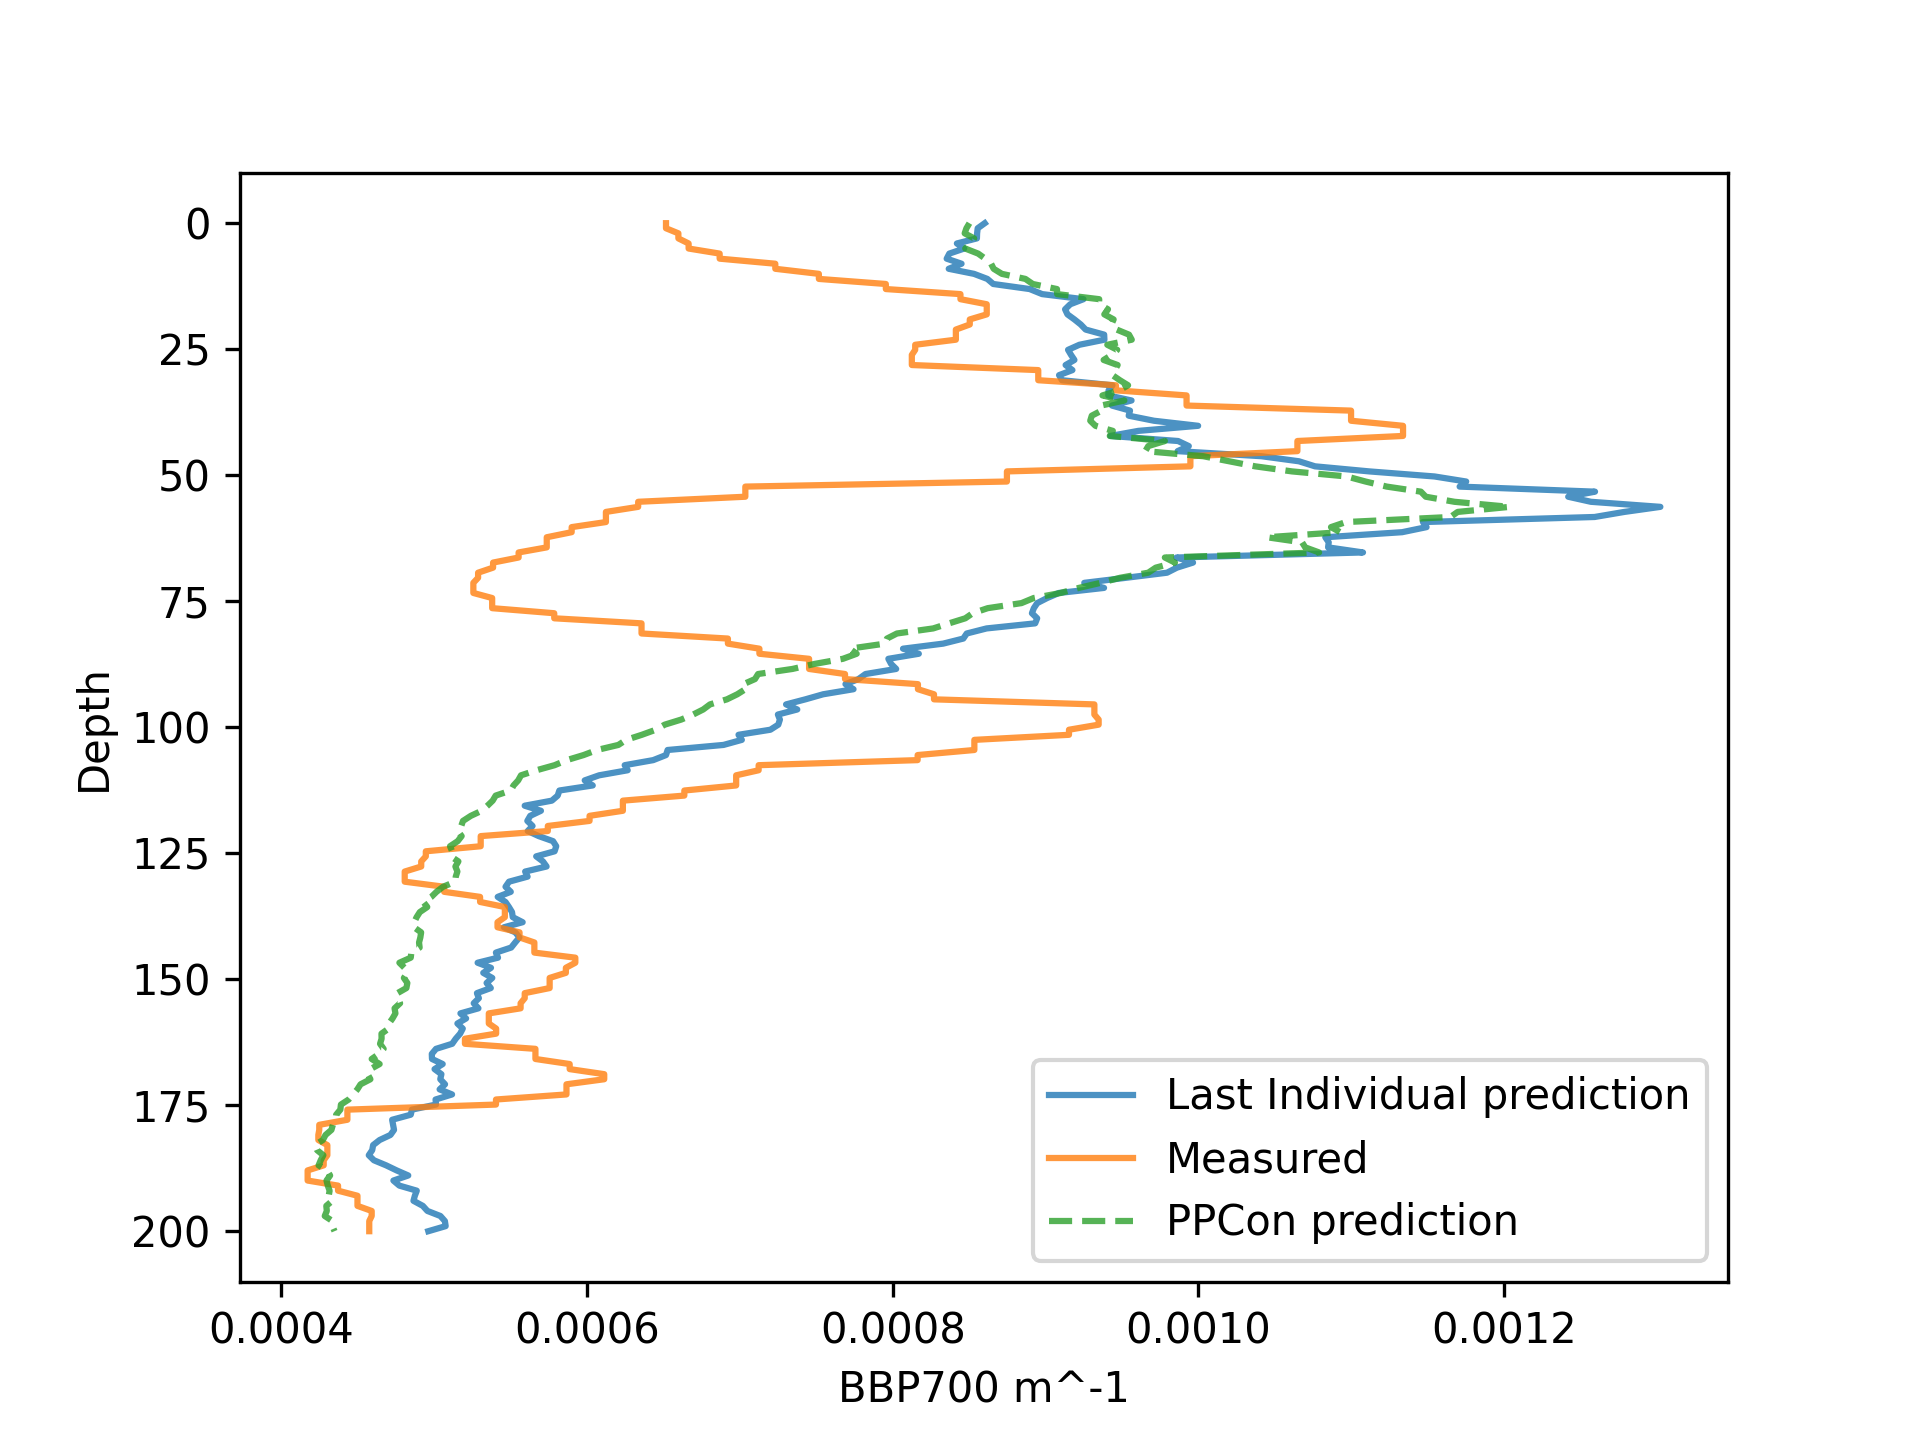 0
25
50
75
100
125
150
175
200
Depth
0.0004 0.0006 0.0008 0.0010 0.0012
BBP700 m^-1
Last Individual prediction
Measured
PPCon prediction